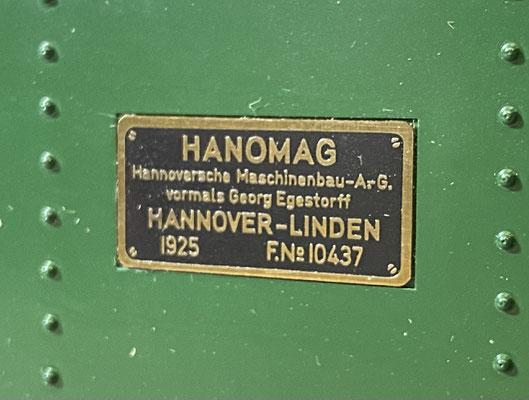 HANOMAG
Hannoversche Maschinenbau-A.-G.
vormals Georg Egestorff
HANNOVER-LINDEN
1925 F.No 10437